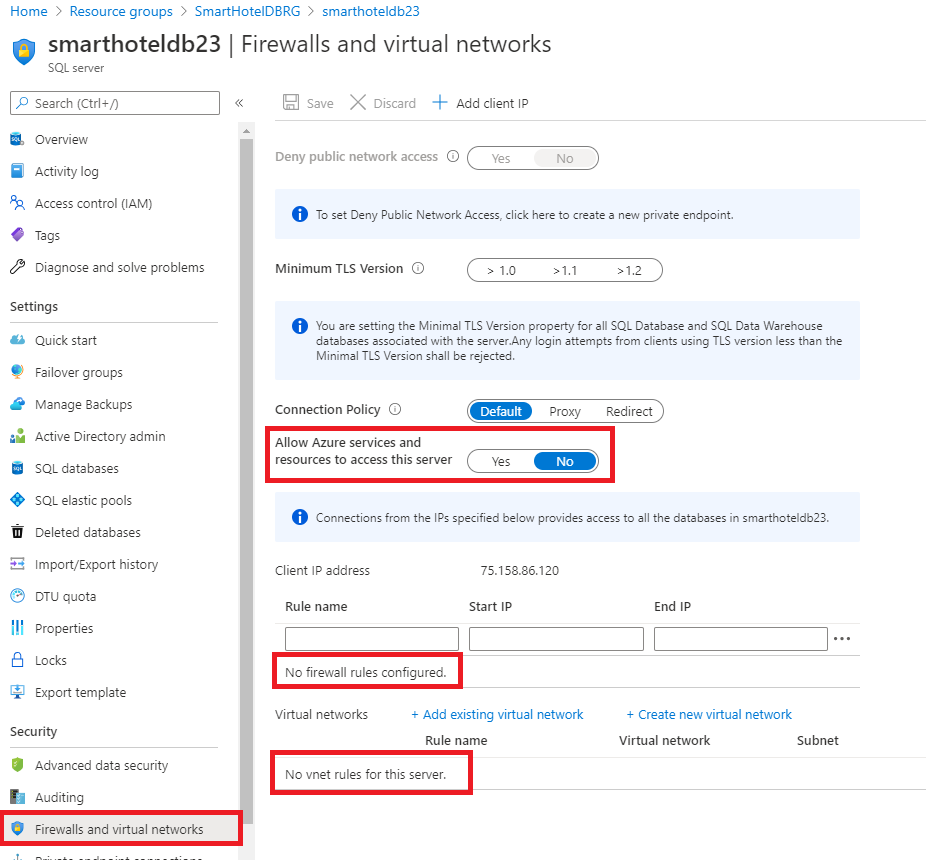 Home > Resource groups > SmartHotelDBRG > smarthoteldb23
smarthoteldb23 | Firewalls and virtual networks
SQL server
Search (Ctrl+/)
«
Save
Discard
Add client IP
Overview
Activity log
Access control (IAM)
Tags
Diagnose and solve problems
Settings
Quick start
Failover groups
Manage Backups
Active Directory admin
SQL databases
SQL elastic pools
Deleted databases
Import/Export history
DTU quota
Properties
Locks
Export template
Security
Advanced data security
Auditing
Firewalls and virtual networks
Private endpoint connections
Deny public network access
Yes No
To set Deny Public Network Access, click here to create a new private endpoint.
Minimum TLS Version
> 1.0 >1.1 >1.2
You are setting the Minimal TLS Version property for all SQL Database and SQL Data Warehouse
databases associated with the server.Any login attempts from clients using TLS version less than the
Minimal TLS Version shall be rejected.
Connection Policy
Default Proxy Redirect
Allow Azure services and
resources to access this server
Yes No
Connections from the IPs specified below provides access to all the databases in smarthoteldb23.
Client IP address 75.158.86.120
Rule name Start IP End IP
...
No firewall rules configured.
Virtual networks + Add existing virtual network + Create new virtual network
Rule name Virtual network Subnet
No vnet rules for this server.